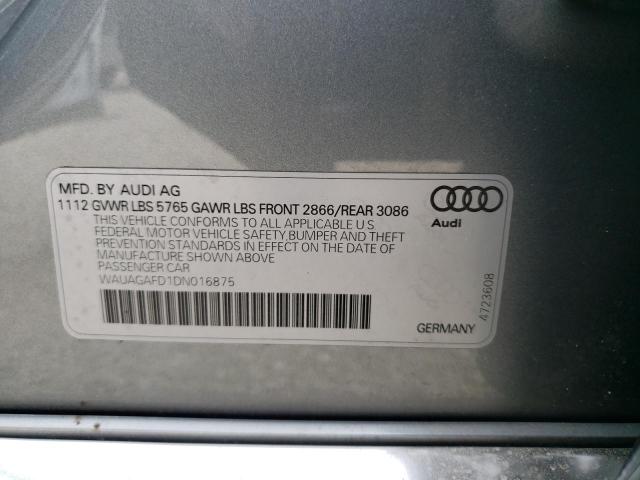 MFD. BY AUDI AG
1112 GVWR LBS 5765 GAWR LBS FRONT 2866/REAR 3086
THIS VEHICLE CONFORMS TO ALL APPLICABLE U S
FEDERAL MOTOR VEHICLE SAFETY, BUMPER AND THEFT
PREVENTION STANDARDS IN EFFECT ON THE DATE OF
MANUFACTURE SHOWN ABOVE
PASSENGER CAR
WAUAGAFD1DN016875
Audi
GERMANY
4723608